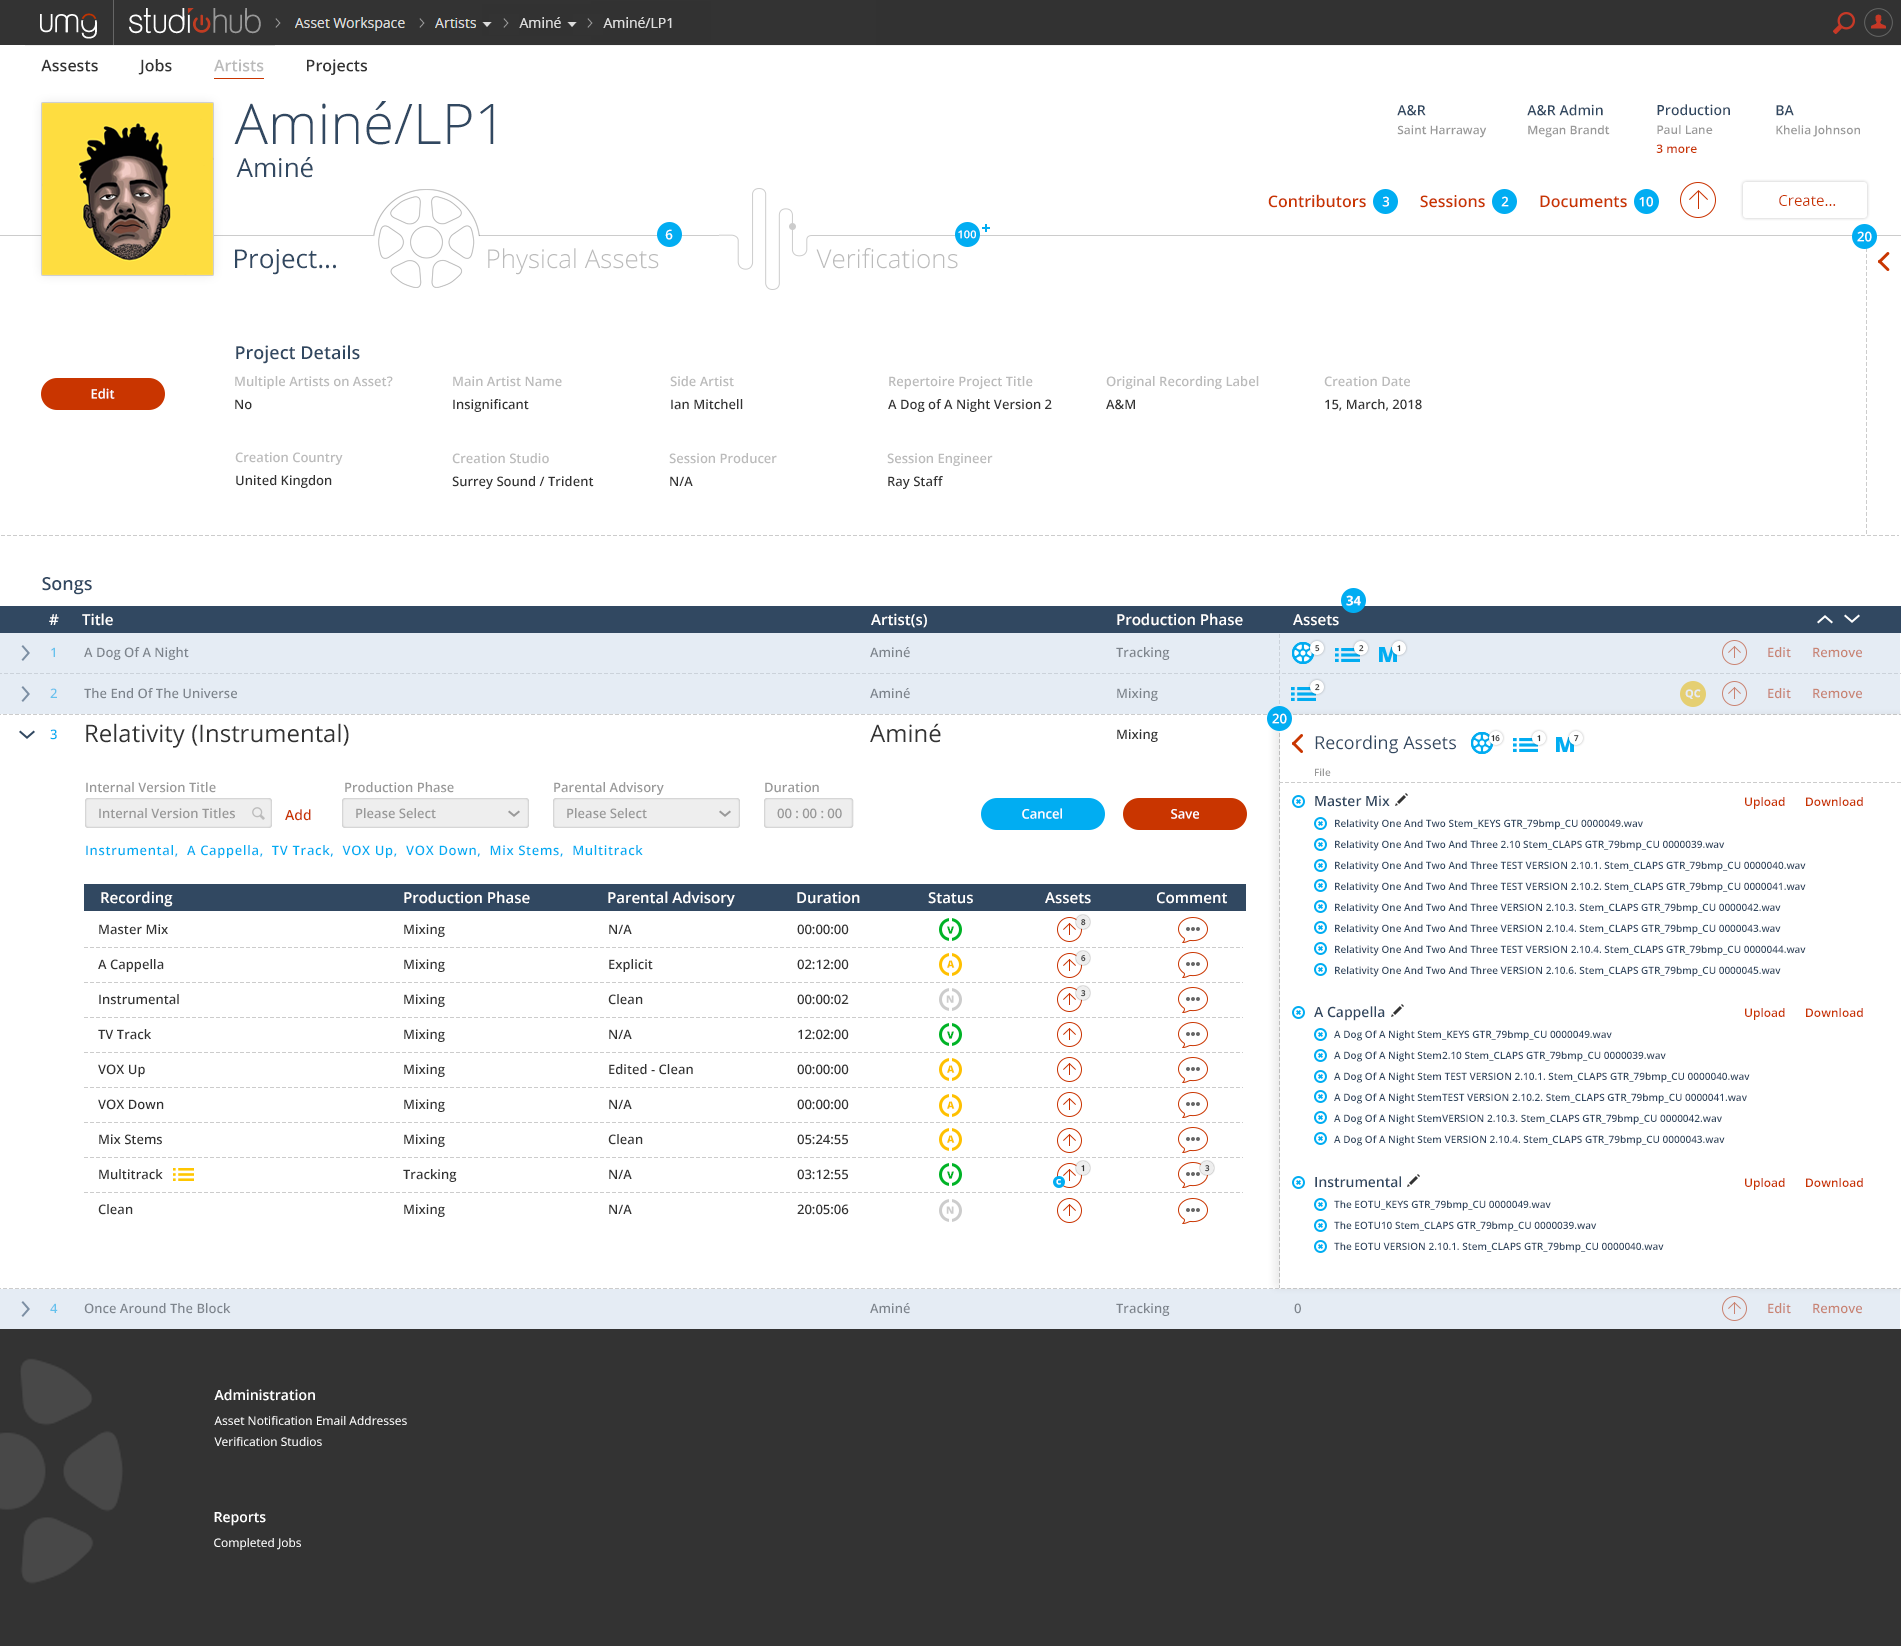 umg studiohub > Asset Workspace > Artists > Aminé > Aminé/LP1
Assests Jobs Artists Projects
Aminé/LP1
Aminé
A&R A&R Admin Production BA
Saint Harraway Megan Brandt Paul Lane Khelia Johnson
3 more
Contributors 3 Sessions 2 Documents 10 Create...
Project... Physical Assets 6 Verifications 100+ 20
Project Details
Edit
Multiple Artists on Asset? Main Artist Name Side Artist Repertoire Project Title Original Recording Label Creation Date
No Insignificant Ian Mitchell A Dog of A Night Version 2 A&M 15, March, 2018
Creation Country Creation Studio Session Producer Session Engineer
United Kingdon Surrey Sound / Trident N/A Ray Staff
Songs
# Title Artist(s) Production Phase Assets 34
1 A Dog Of A Night Aminé Tracking 5 2 M 1 Edit Remove
2 The End Of The Universe Aminé Mixing 2 QC Edit Remove
3 Relativity (Instrumental) Aminé Mixing
Internal Version Title Production Phase Parental Advisory Duration
Internal Version Titles Add Please Select Please Select 00 : 00 : 00 Cancel Save
Instrumental, A Cappella, TV Track, VOX Up, VOX Down, Mix Stems, Multitrack
Recording Production Phase Parental Advisory Duration Status Assets Comment
Master Mix Mixing N/A 00:00:00 V 8
A Cappella Mixing Explicit 02:12:00 A 6
Instrumental Mixing Clean 00:00:02 N 3
TV Track Mixing N/A 12:02:00 V
VOX Up Mixing Edited - Clean 00:00:00 A
VOX Down Mixing N/A 00:00:00 A
Mix Stems Mixing Clean 05:24:55 A
Multitrack Tracking N/A 03:12:55 V C 1 3
Clean Mixing N/A 20:05:06 N
20
Recording Assets 16 1 M 7
File
Master Mix Upload Download
Relativity One And Two Stem_KEYS GTR_79bmp_CU 0000049.wav
Relativity One And Two And Three 2.10 Stem_CLAPS GTR_79bmp_CU 0000039.wav
Relativity One And Two And Three TEST VERSION 2.10.1. Stem_CLAPS GTR_79bmp_CU 0000040.wav
Relativity One And Two And Three TEST VERSION 2.10.2. Stem_CLAPS GTR_79bmp_CU 0000041.wav
Relativity One And Two And Three VERSION 2.10.3. Stem_CLAPS GTR_79bmp_CU 0000042.wav
Relativity One And Two And Three VERSION 2.10.4. Stem_CLAPS GTR_79bmp_CU 0000043.wav
Relativity One And Two And Three TEST VERSION 2.10.4. Stem_CLAPS GTR_79bmp_CU 0000044.wav
Relativity One And Two And Three VERSION 2.10.6. Stem_CLAPS GTR_79bmp_CU 0000045.wav
A Cappella Upload Download
A Dog Of A Night Stem_KEYS GTR_79bmp_CU 0000049.wav
A Dog Of A Night Stem2.10 Stem_CLAPS GTR_79bmp_CU 0000039.wav
A Dog Of A Night Stem TEST VERSION 2.10.1. Stem_CLAPS GTR_79bmp_CU 0000040.wav
A Dog Of A Night StemTEST VERSION 2.10.2. Stem_CLAPS GTR_79bmp_CU 0000041.wav
A Dog Of A Night StemVERSION 2.10.3. Stem_CLAPS GTR_79bmp_CU 0000042.wav
A Dog Of A Night Stem VERSION 2.10.4. Stem_CLAPS GTR_79bmp_CU 0000043.wav
Instrumental Upload Download
The EOTU_KEYS GTR_79bmp_CU 0000049.wav
The EOTU10 Stem_CLAPS GTR_79bmp_CU 0000039.wav
The EOTU VERSION 2.10.1. Stem_CLAPS GTR_79bmp_CU 0000040.wav
4 Once Around The Block Aminé Tracking 0 Edit Remove
Administration
Asset Notification Email Addresses
Verification Studios
Reports
Completed Jobs